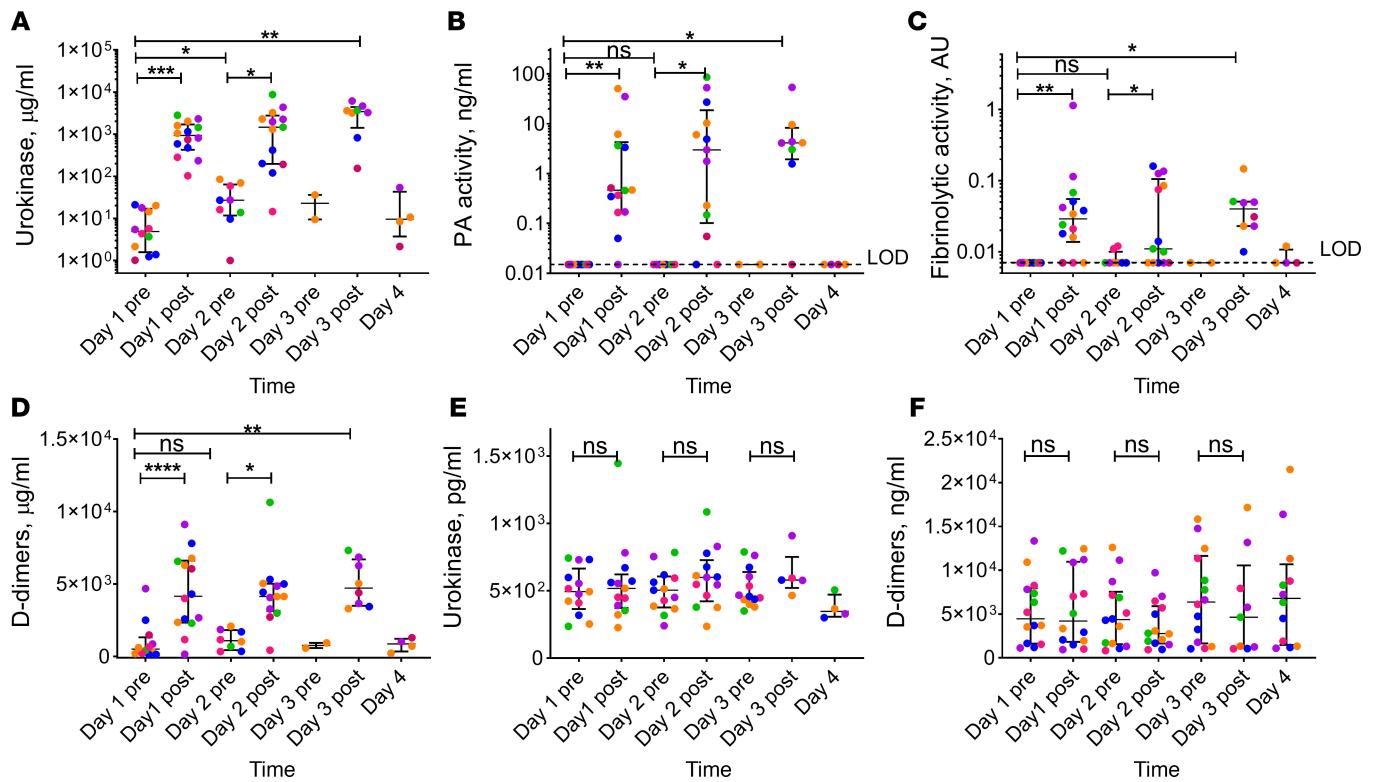 A
Urokinase, μg/ml
1×10⁵
1×10⁴
1×10³
1×10²
1×10¹
1×10⁰
**
*
***
*
Day 1 pre
Day1 post
Day 2 pre
Day 2 post
Day 3 pre
Day 3 post
Day 4
Time
B
PA activity, ng/ml
100
10
1
0.1
0.01
*
ns
**
*
LOD
Day 1 pre
Day1 post
Day 2 pre
Day 2 post
Day 3 pre
Day 3 post
Day 4
Time
C
Fibrinolytic activity, AU
1
0.1
0.01
*
ns
**
*
LOD
Day 1 pre
Day1 post
Day 2 pre
Day 2 post
Day 3 pre
Day 3 post
Day 4
Time
D
D-dimers, μg/ml
1.5×10⁴
1×10⁴
5×10³
0
**
ns
****
*
Day 1 pre
Day1 post
Day 2 pre
Day 2 post
Day 3 pre
Day 3 post
Day 4
Time
E
Urokinase, pg/ml
1.5×10³
1×10³
5×10²
0
ns
ns
ns
Day 1 pre
Day1 post
Day 2 pre
Day 2 post
Day 3 pre
Day 3 post
Day 4
Time
F
D-dimers, ng/ml
2.5×10⁴
2×10⁴
1.5×10⁴
1×10⁴
5×10³
0
ns
ns
ns
Day 1 pre
Day1 post
Day 2 pre
Day 2 post
Day 3 pre
Day 3 post
Day 4
Time